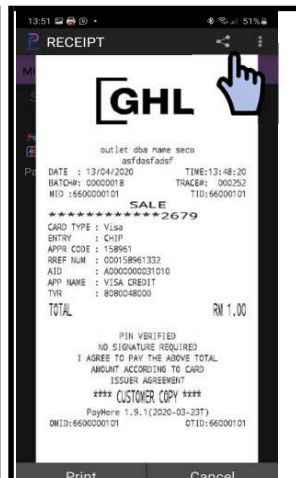 13:51 51%
RECEIPT
GHL
outlet dba name seco
asfdasfadsf
DATE : 13/04/2020 TIME:13:48:20
BATCH#: 00000018 TRACE#: 000252
MID :6600000101 TID:66000101
SALE
************2679
CARD TYPE : Visa
ENTRY : CHIP
APPR CODE : 158961
RREF NUM : 000158961332
AID : A0000000031010
APP NAME : VISA CREDIT
TVR : 8080048000
TOTAL RM 1.00
PIN VERIFIED
NO SIGNATURE REQUIRED
I AGREE TO PAY THE ABOVE TOTAL
AMOUNT ACCORDING TO CARD
ISSUER AGREEMENT
**** CUSTOMER COPY ****
PayHere 1.9.1(2020-03-23T)
OMID:6600000101 OTID:66000101
Print Cancel